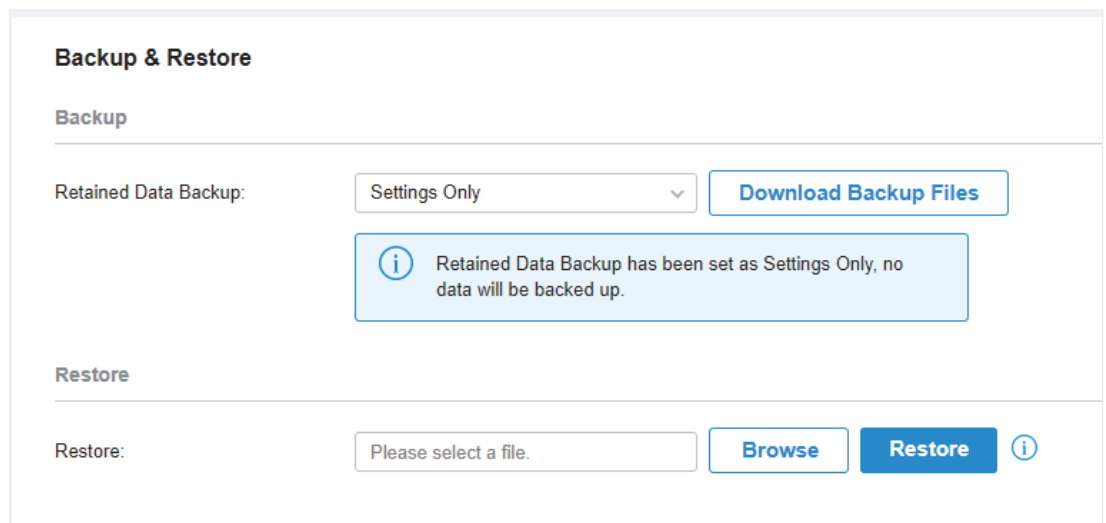 Backup & Restore
Backup
Retained Data Backup:
Settings Only
Download Backup Files
Retained Data Backup has been set as Settings Only, no
data will be backed up.
Restore
Restore:
Please select a file.
Browse
Restore